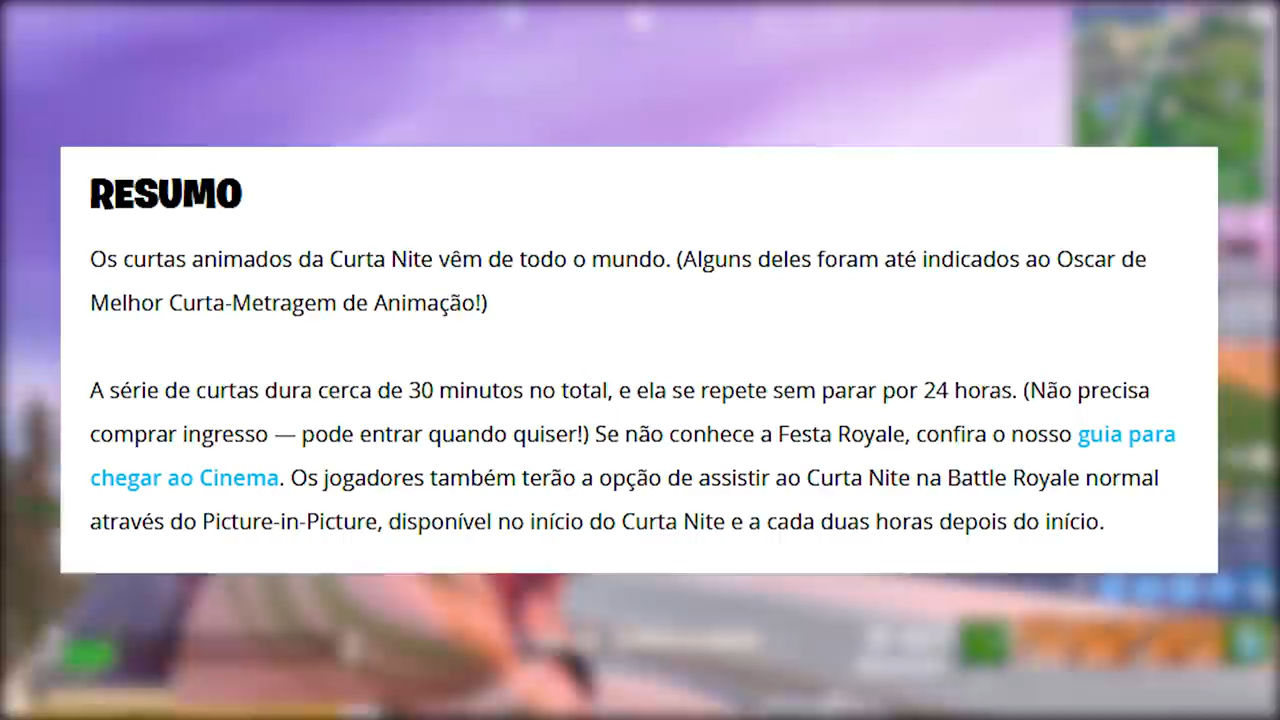 RESUMO
Os curtas animados da Curta Nite vêm de todo o mundo. (Alguns deles foram até indicados ao Oscar de
Melhor Curta-Metragem de Animação!)
A série de curtas dura cerca de 30 minutos no total, e ela se repete sem parar por 24 horas. (Não precisa
comprar ingresso — pode entrar quando quiser!) Se não conhece a Festa Royale, confira o nosso guia para
chegar ao Cinema. Os jogadores também terão a opção de assistir ao Curta Nite na Battle Royale normal
através do Picture-in-Picture, disponível no início do Curta Nite e a cada duas horas depois do início.